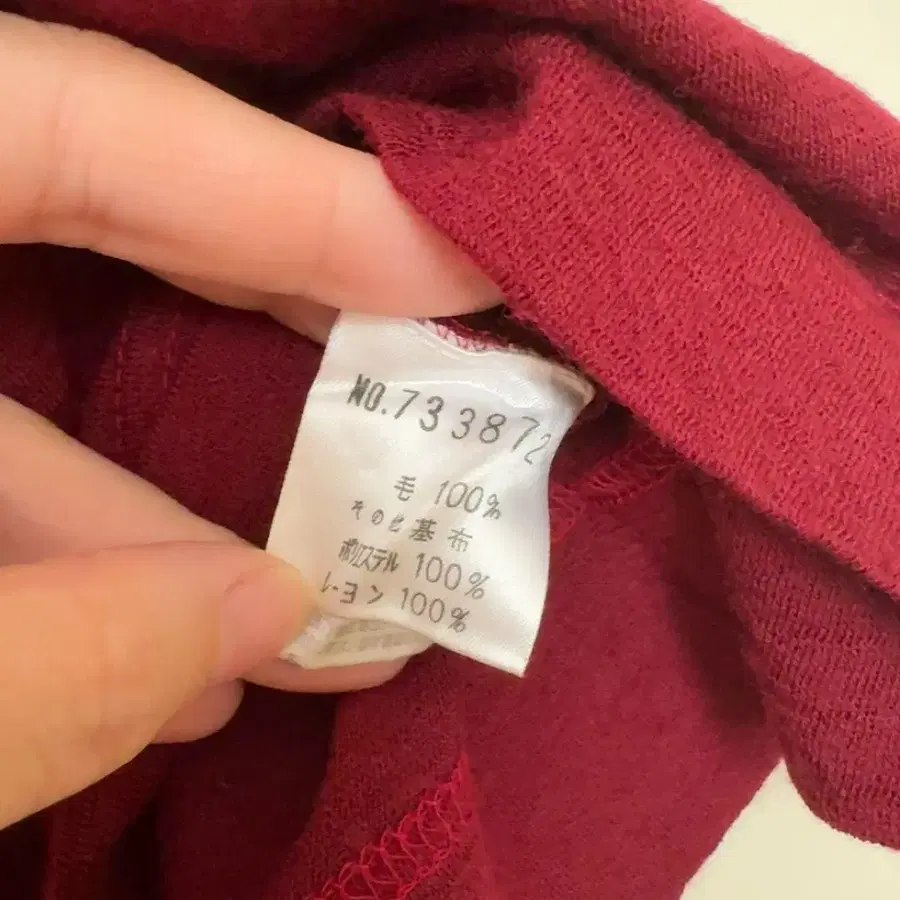 NO.733872
毛 100%
その他 基布
ポリエステル 100%
レーヨン 100%